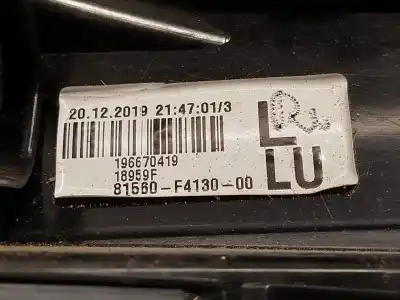 20.12.2019 21:47:01/3
196670419
18959F
81560-F4130-00
L
LU